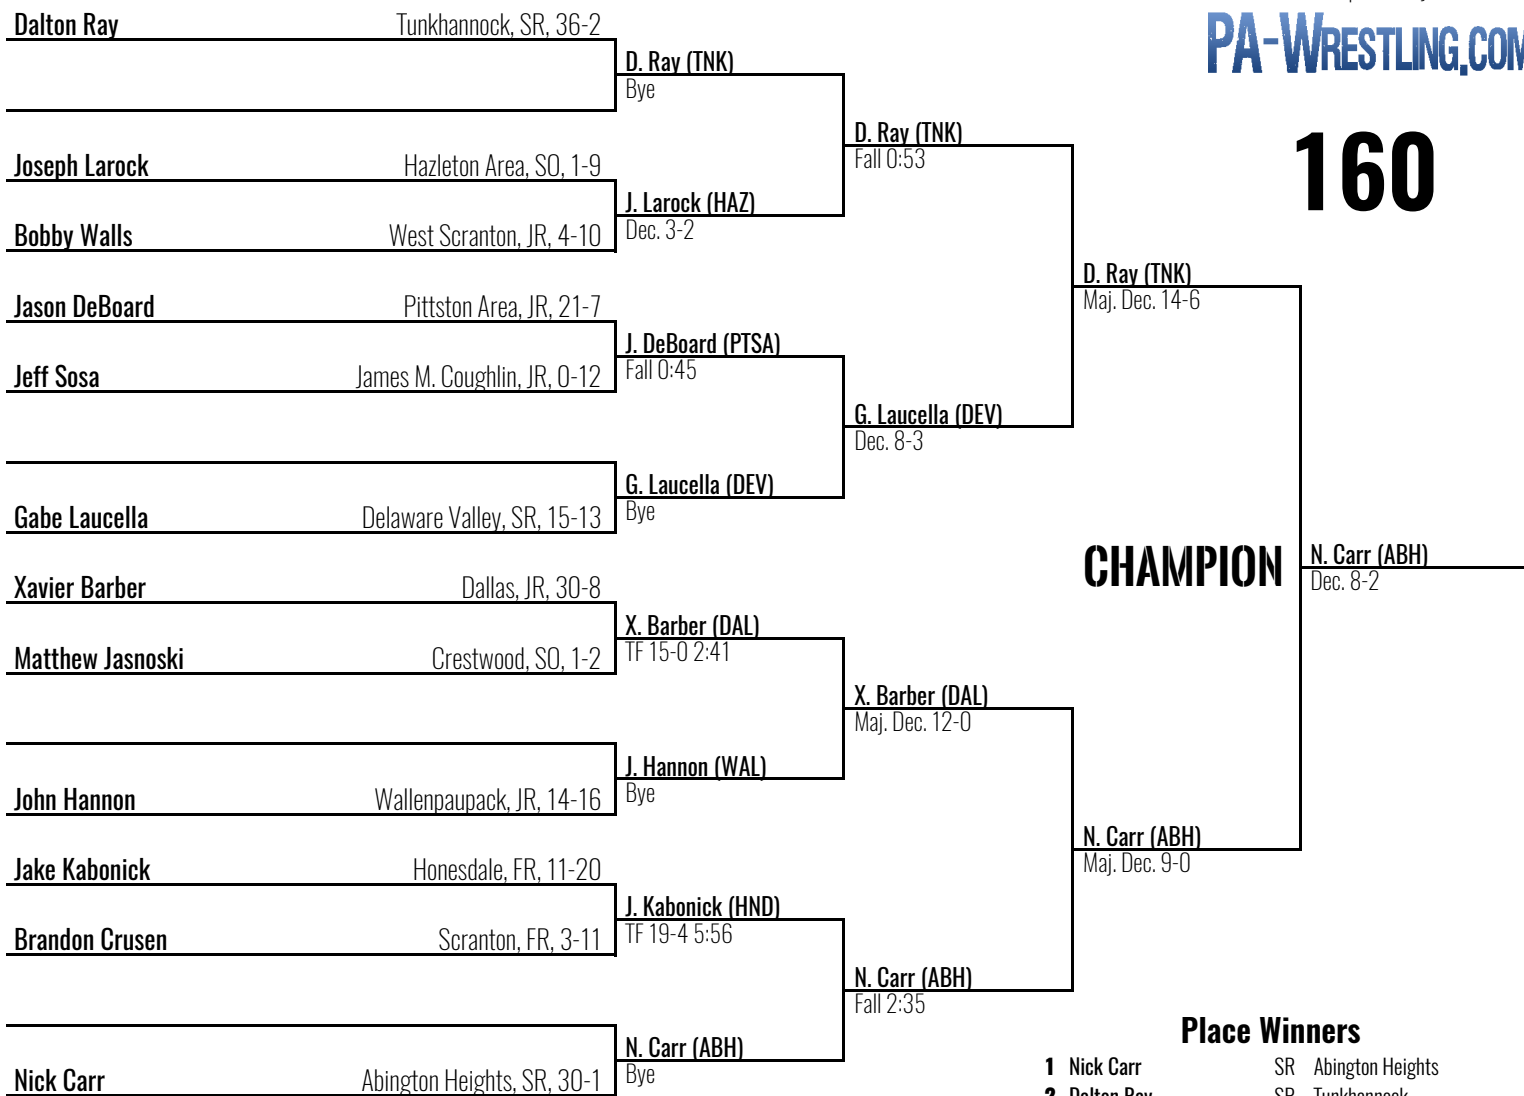 PA-WRESTLING.COM
160
Dalton Ray Tunkhannock, SR, 36-2
D. Ray (TNK)
Bye
D. Ray (TNK)
Fall 0:53
Joseph Larock Hazleton Area, SO, 1-9
J. Larock (HAZ)
Dec. 3-2
Bobby Walls West Scranton, JR, 4-10
D. Ray (TNK)
Maj. Dec. 14-6
Jason DeBoard Pittston Area, JR, 21-7
J. DeBoard (PTSA)
Fall 0:45
Jeff Sosa James M. Coughlin, JR, 0-12
G. Laucella (DEV)
Dec. 8-3
G. Laucella (DEV)
Bye
Gabe Laucella Delaware Valley, SR, 15-13
CHAMPION
N. Carr (ABH)
Dec. 8-2
Xavier Barber Dallas, JR, 30-8
X. Barber (DAL)
TF 15-0 2:41
Matthew Jasnoski Crestwood, SO, 1-2
X. Barber (DAL)
Maj. Dec. 12-0
J. Hannon (WAL)
Bye
John Hannon Wallenpaupack, JR, 14-16
N. Carr (ABH)
Maj. Dec. 9-0
Jake Kabonick Honesdale, FR, 11-20
J. Kabonick (HND)
TF 19-4 5:56
Brandon Crusen Scranton, FR, 3-11
N. Carr (ABH)
Fall 2:35
N. Carr (ABH)
Bye
Nick Carr Abington Heights, SR, 30-1
Place Winners
1 Nick Carr SR Abington Heights
2 Dalton Ray SR Tunkhannock